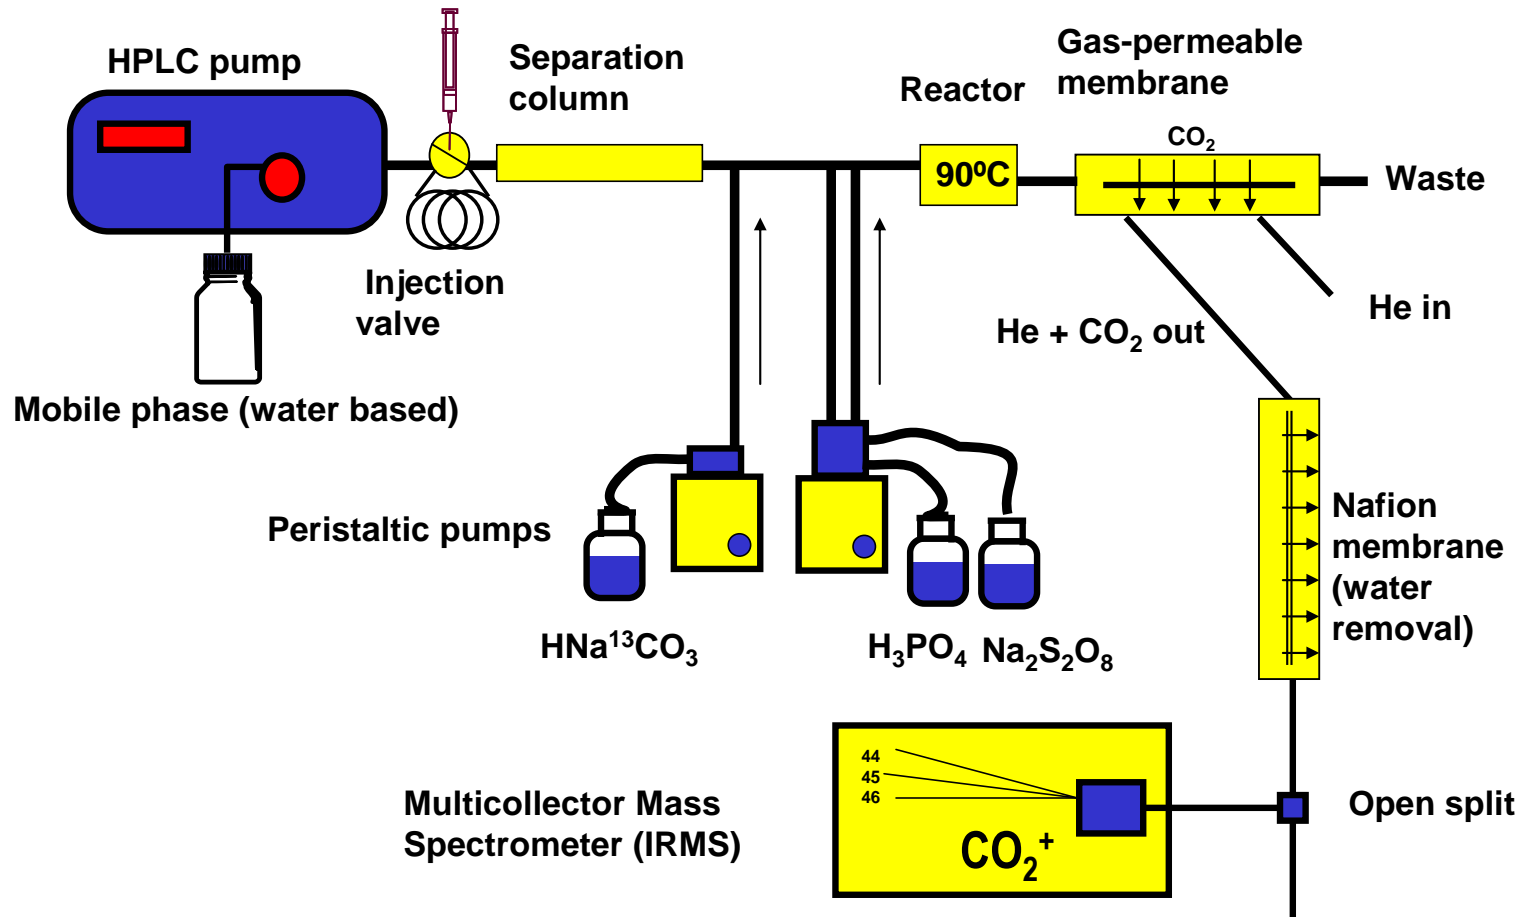 HPLC pump
Separation
column
Gas-permeable
membrane
Reactor
CO₂
90ºC
Waste
Injection
valve
He in
He + CO₂ out
Mobile phase (water based)
Peristaltic pumps
Nafion
membrane
(water
removal)
HNa¹³CO₃
H₃PO₄
Na₂S₂O₈
44
45
46
CO₂⁺
Multicollector Mass
Spectrometer (IRMS)
Open split